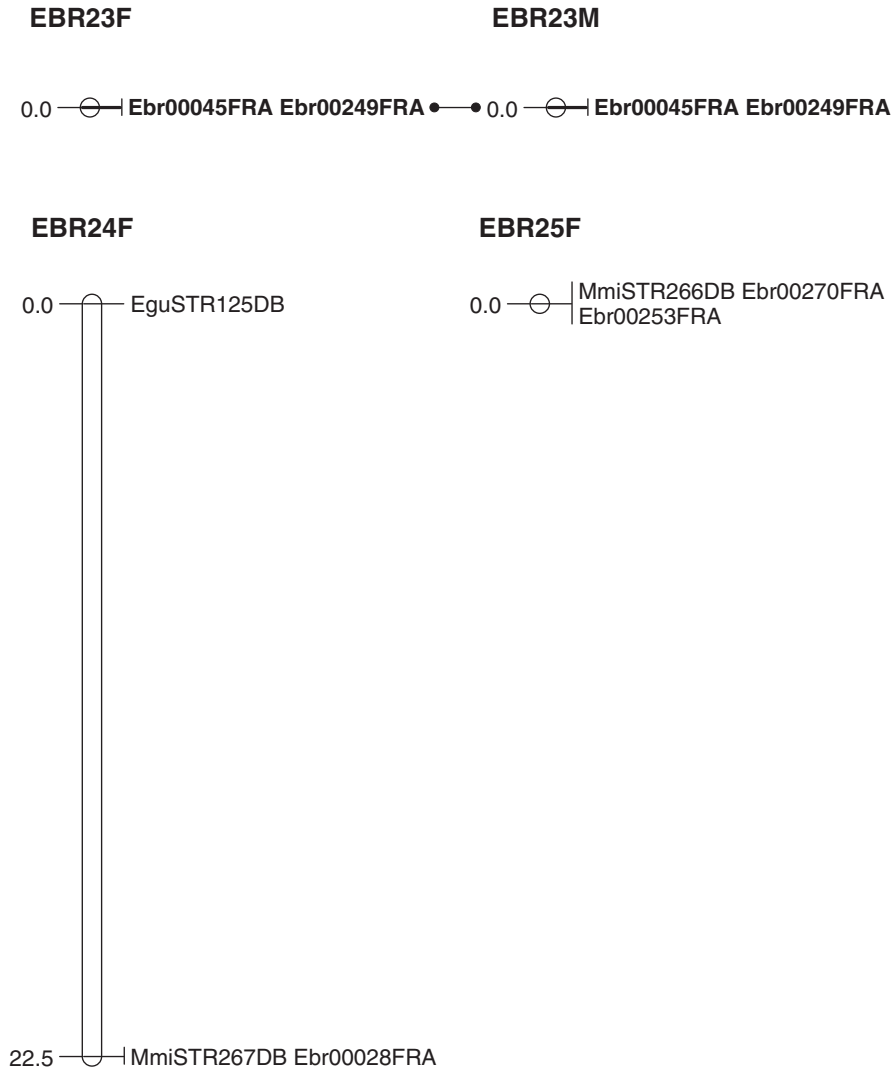 EBR23F
EBR23M
0.0 Ebr00045FRA Ebr00249FRA
0.0 Ebr00045FRA Ebr00249FRA
EBR24F
EBR25F
0.0 EguSTR125DB
0.0 MmiSTR266DB Ebr00270FRA
Ebr00253FRA
22.5 MmiSTR267DB Ebr00028FRA